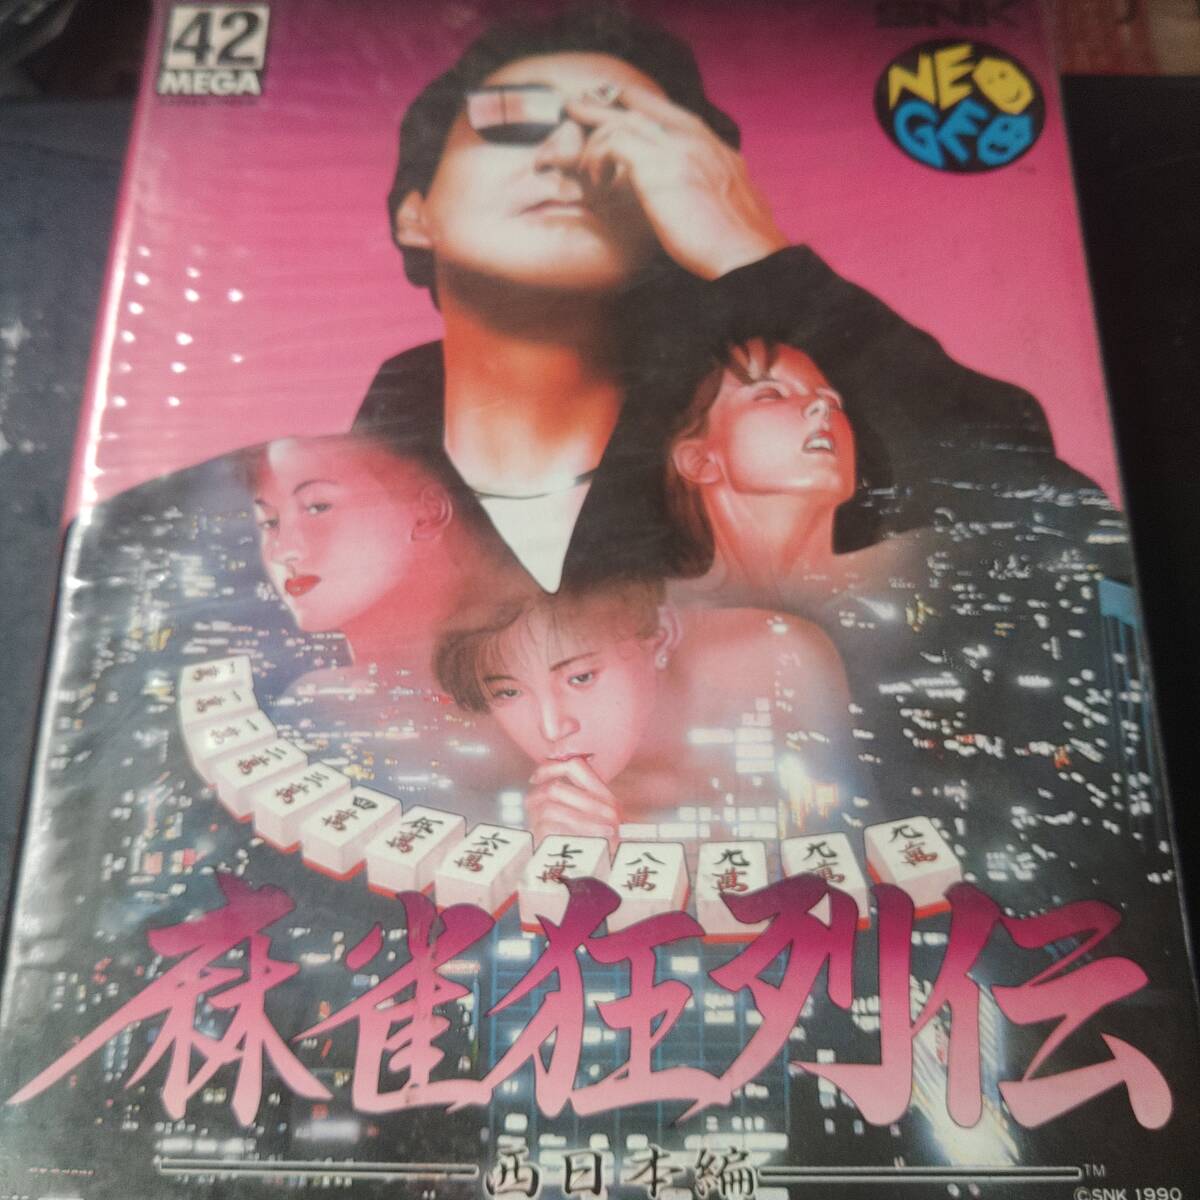 42
MEGA
SNK
NEO
GEO
一萬
一萬
一萬
二萬
三萬
四萬
伍萬
六萬
七萬
八萬
九萬
九萬
九萬
麻雀狂列伝
西日本編
TM
©SNK 1990